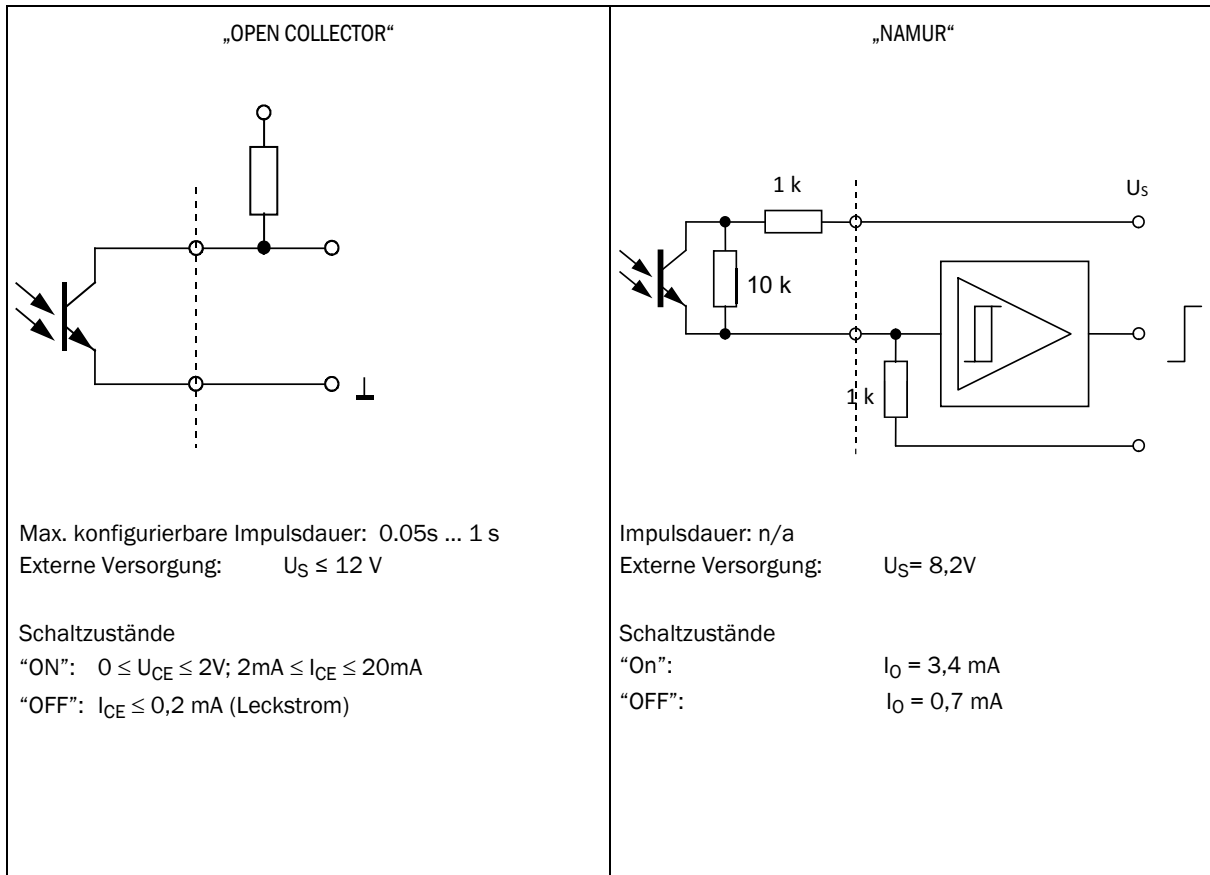 „OPEN COLLECTOR“
Max. konfigurierbare Impulsdauer: 0.05s ... 1 s
Externe Versorgung: US ≤ 12 V
Schaltzustände
“ON”: 0 ≤ UCE ≤ 2V; 2mA ≤ ICE ≤ 20mA
“OFF”: ICE ≤ 0,2 mA (Leckstrom)
„NAMUR“
1 k
US
10 k
1 k
Impulsdauer: n/a
Externe Versorgung: US= 8,2V
Schaltzustände
“On”: IO = 3,4 mA
“OFF”: IO = 0,7 mA